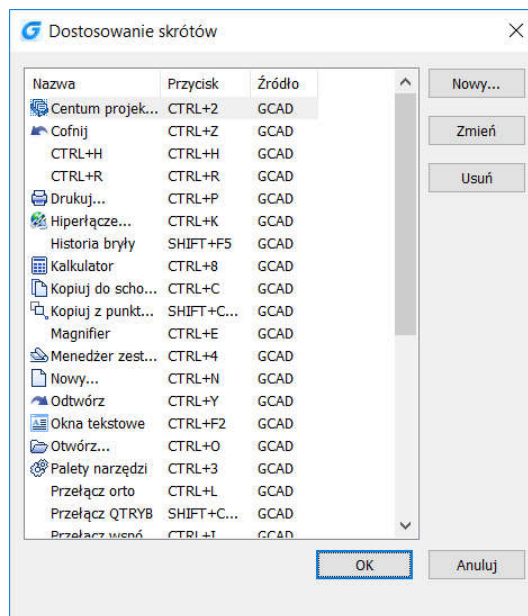 Dostosowanie skrótów
Nazwa Przycisk Źródło
Centum projek... CTRL+2 GCAD
Cofnij CTRL+Z GCAD
CTRL+H CTRL+H GCAD
CTRL+R CTRL+R GCAD
Drukuj... CTRL+P GCAD
Hiperłącze... CTRL+K GCAD
Historia bryły SHIFT+F5 GCAD
Kalkulator CTRL+8 GCAD
Kopiuj do scho... CTRL+C GCAD
Kopiuj z punkt... SHIFT+C... GCAD
Magnifier CTRL+E GCAD
Menedżer zest... CTRL+4 GCAD
Nowy... CTRL+N GCAD
Odtwórz CTRL+Y GCAD
Okna tekstowe CTRL+F2 GCAD
Otwórz... CTRL+O GCAD
Palety narzędzi CTRL+3 GCAD
Przełącz orto CTRL+L GCAD
Przełącz QTRYB SHIFT+C... GCAD
Przełącz wspó... CTRL+I GCAD
Nowy...
Zmień
Usuń
OK Anuluj